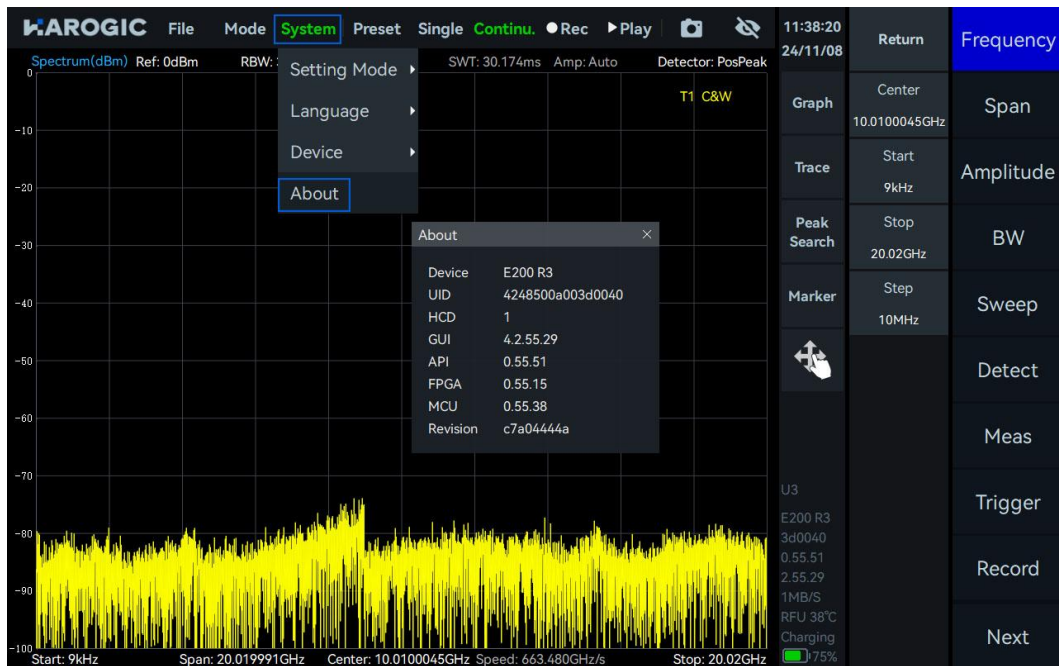 HAROGIC File Mode System Preset Single Continu. Rec Play
11:38:20
24/11/08
Spectrum(dBm) Ref: 0dBm RBW: SWT: 30.174ms Amp: Auto Detector: PosPeak
T1 C&W
Setting Mode
Language
Device
About
About
Device E200 R3
UID 4248500a003d0040
HCD 1
GUI 4.2.55.29
API 0.55.51
FPGA 0.55.15
MCU 0.55.38
Revision c7a04444a
0
-10
-20
-30
-40
-50
-60
-70
-80
-90
-100
Start: 9kHz Span: 20.019991GHz Center: 10.0100045GHz Speed: 663.480GHz/s Stop: 20.02GHz
Graph
Trace
Peak
Search
Marker
U3
E200 R3
3d0040
0.55.51
2.55.29
1MB/S
RFU 38℃
Charging
75%
Return
Center
10.0100045GHz
Start
9kHz
Stop
20.02GHz
Step
10MHz
Frequency
Span
Amplitude
BW
Sweep
Detect
Meas
Trigger
Record
Next